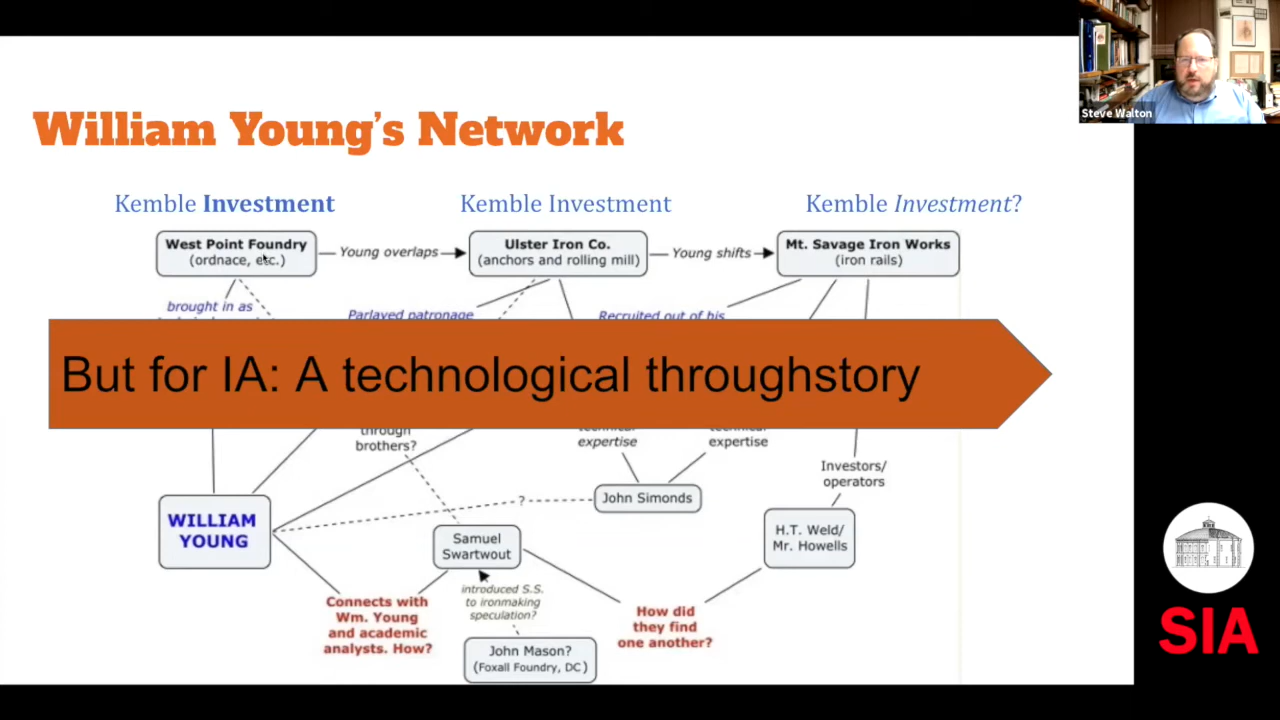 Steve Walton
William Young's Network
Kemble Investment
Kemble Investment
Kemble Investment?
West Point Foundry
(ordnace, etc.)
Young overlaps
Ulster Iron Co.
(anchors and rolling mill)
Young shifts
Mt. Savage Iron Works
(iron rails)
brought in as
Parlayed patronage
Recruited out of his
But for IA: A technological throughstory
through
brothers?
technical
expertise
technical
expertise
Investors/
operators
WILLIAM
YOUNG
?
John Simonds
Samuel
Swartwout
H.T. Weld/
Mr. Howells
Connects with
Wm. Young
and academic
analysts. How?
introduced S.S.
to ironmaking
speculation?
How did
they find
one another?
John Mason?
(Foxall Foundry, DC)
SIA